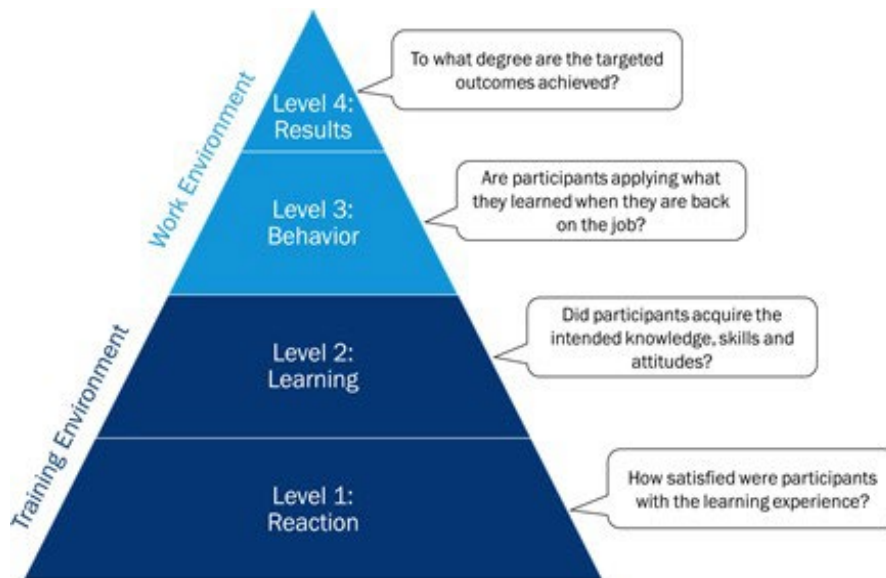 To what degree are the targeted
outcomes achieved?
Level 4:
Results
Work Environment
Are participants applying what
they learned when they are back
on the job?
Level 3:
Behavior
Did participants acquire the
intended knowledge, skills and
attitudes?
Level 2:
Learning
Training Environment
How satisfied were participants
with the learning experience?
Level 1:
Reaction